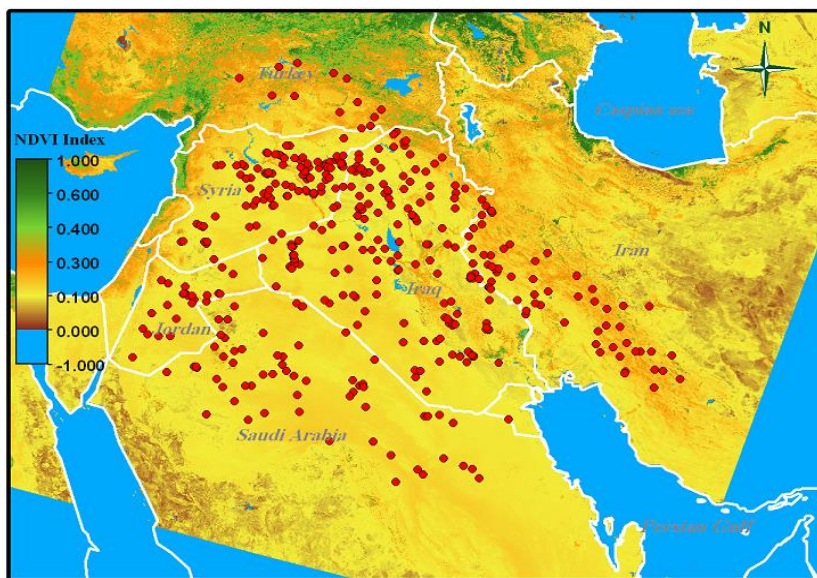 N
Turkey
Caspian sea
NDVI Index
1.000
0.600
0.400
0.300
0.100
0.000
-1.000
Syria
Iran
Iraq
Jordan
Saudi Arabia
Persian Gulf